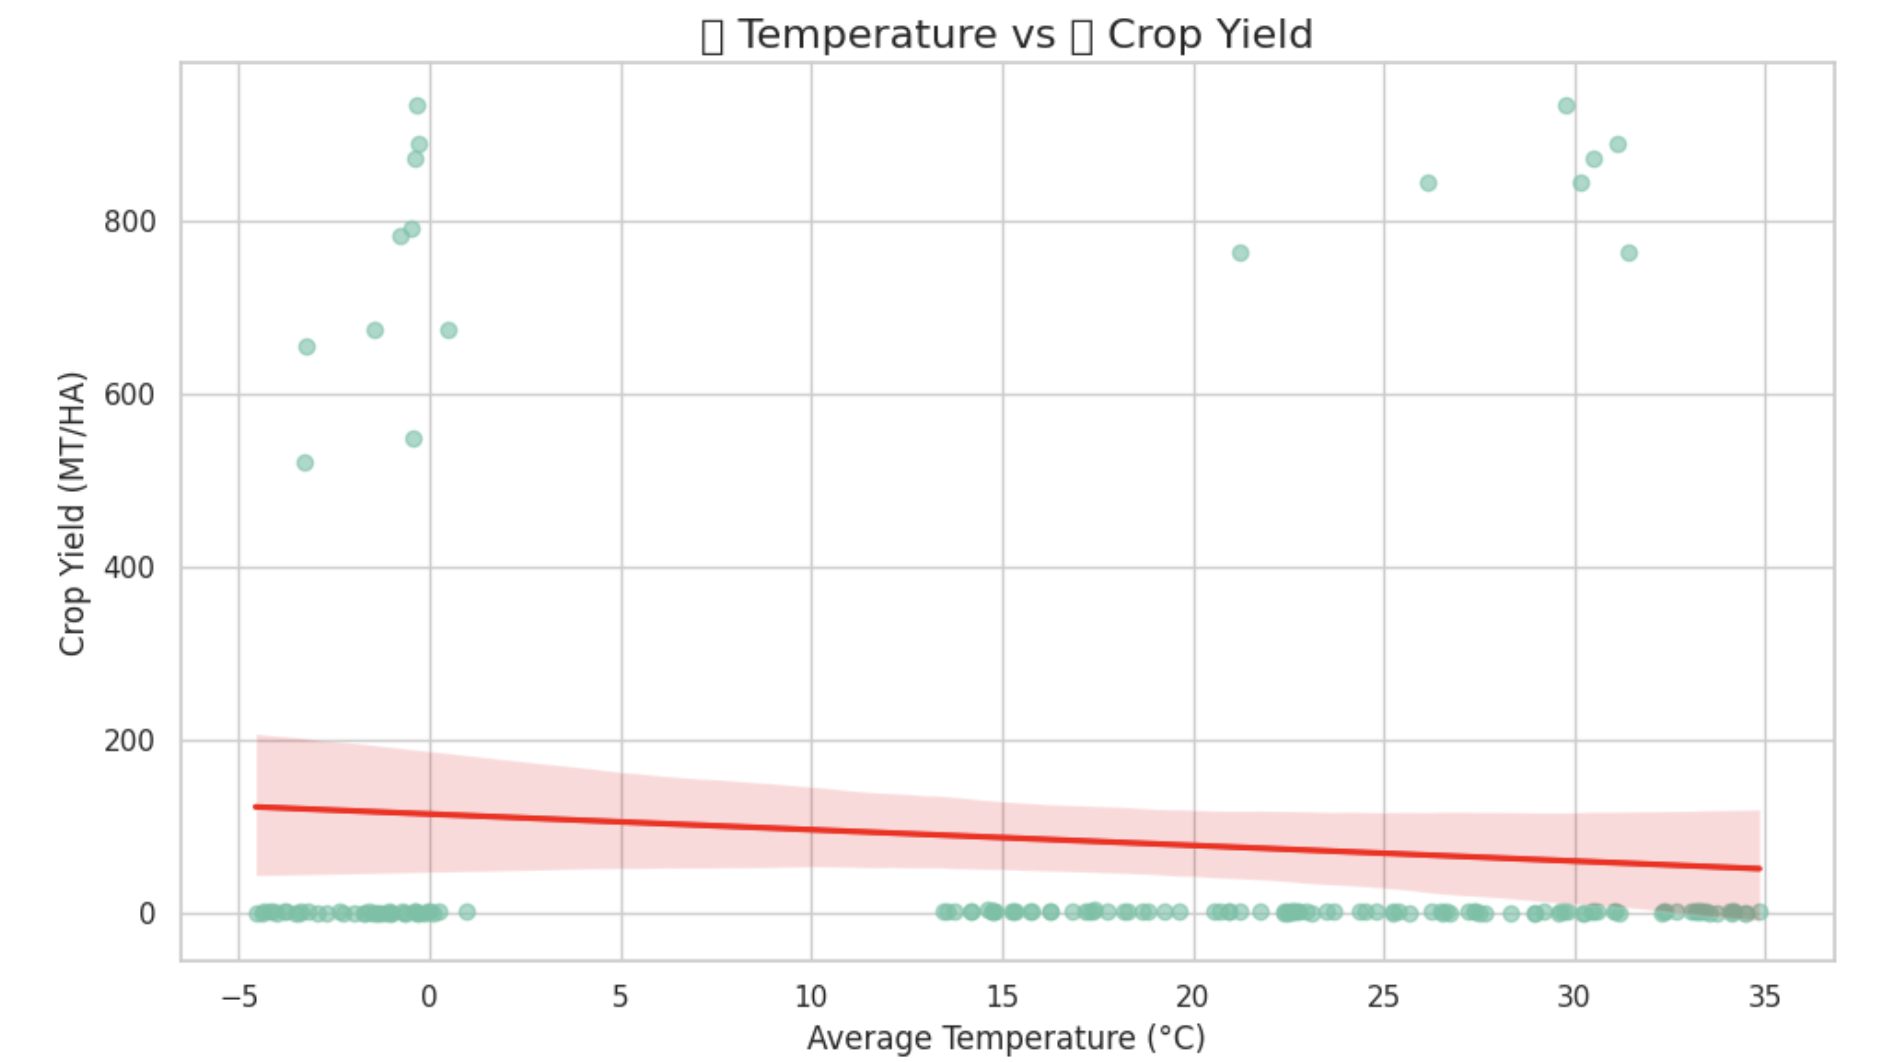 ▯ Temperature vs ▯ Crop Yield
Crop Yield (MT/HA)
800
600
400
200
0
−5 0 5 10 15 20 25 30 35
Average Temperature (°C)